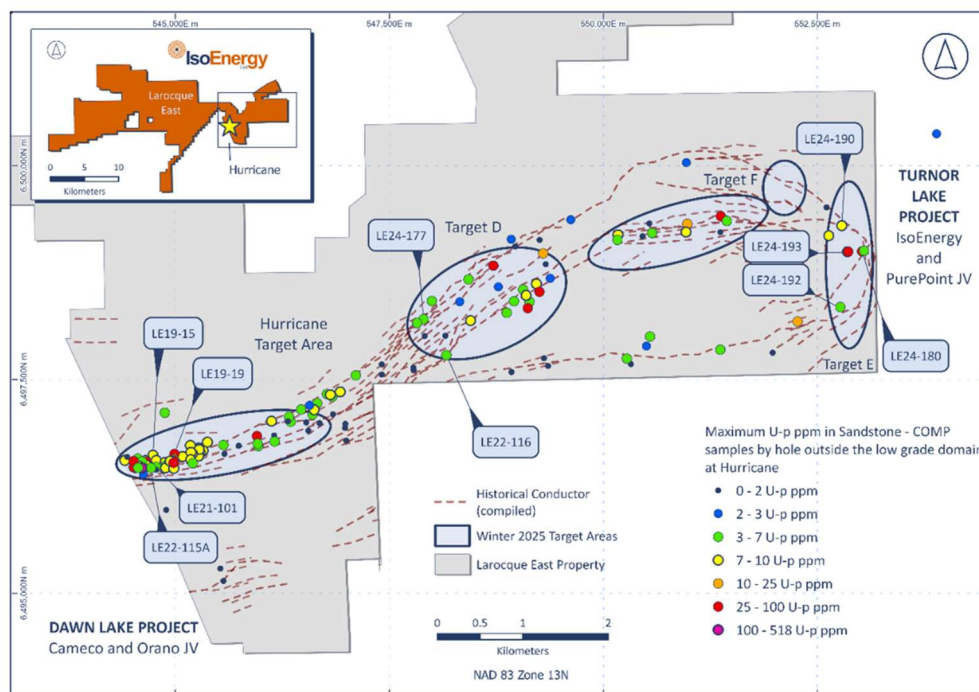 545,000E m
547,500E m
550,000E m
552,500E m
IsoEnergy
Larocque
East
Hurricane
0 5 10
Kilometers
6,500,000N m
6,497,500N m
6,495,000N m
LE24-190
Target F
TURNOR
LAKE
PROJECT
IsoEnergy
and
PurePoint JV
LE24-177
Target D
LE24-193
LE24-192
LE19-15
Hurricane
Target Area
LE19-19
Target E
LE24-180
LE22-116
LE21-101
LE22-115A
Historical Conductor
(compiled)
Winter 2025 Target Areas
Larocque East Property
Maximum U-p ppm in Sandstone - COMP
samples by hole outside the low grade domain
at Hurricane
0 - 2 U-p ppm
2 - 3 U-p ppm
3 - 7 U-p ppm
7 - 10 U-p ppm
10 - 25 U-p ppm
25 - 100 U-p ppm
100 - 518 U-p ppm
DAWN LAKE PROJECT
Cameco and Orano JV
0 0.5 1 2
Kilometers
NAD 83 Zone 13N